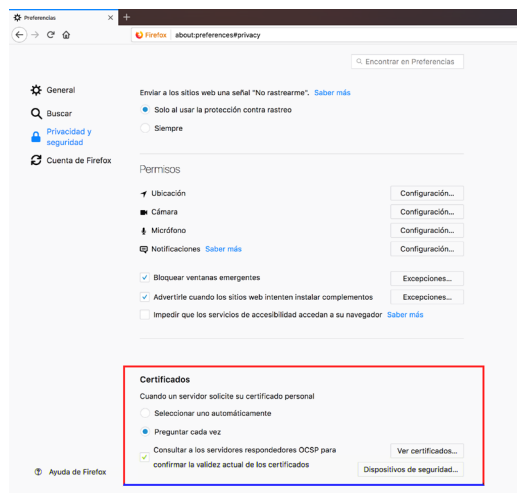 Preferencias
Firefox about:preferences#privacy
Encontrar en Preferencias
General
Buscar
Privacidad y
seguridad
Cuenta de Firefox
Enviar a los sitios web una señal "No rastrearme". Saber más
Solo al usar la protección contra rastreo
Siempre
Permisos
Ubicación Configuración...
Cámara Configuración...
Micrófono Configuración...
Notificaciones Saber más Configuración...
Bloquear ventanas emergentes Excepciones...
Advertirle cuando los sitios web intenten instalar complementos Excepciones...
Impedir que los servicios de accesibilidad accedan a su navegador Saber más
Certificados
Cuando un servidor solicite su certificado personal
Seleccionar uno automáticamente
Preguntar cada vez
Consultar a los servidores respondedores OCSP para
confirmar la validez actual de los certificados
Ver certificados...
Dispositivos de seguridad...
Ayuda de Firefox